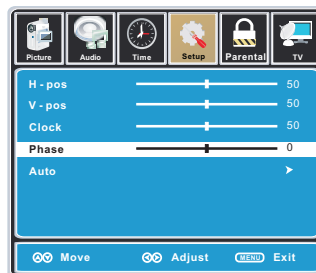 Picture Audio Time Setup Parental TV
H - pos 50
V - pos 50
Clock 50
Phase 0
Auto
Move Adjust MENU Exit